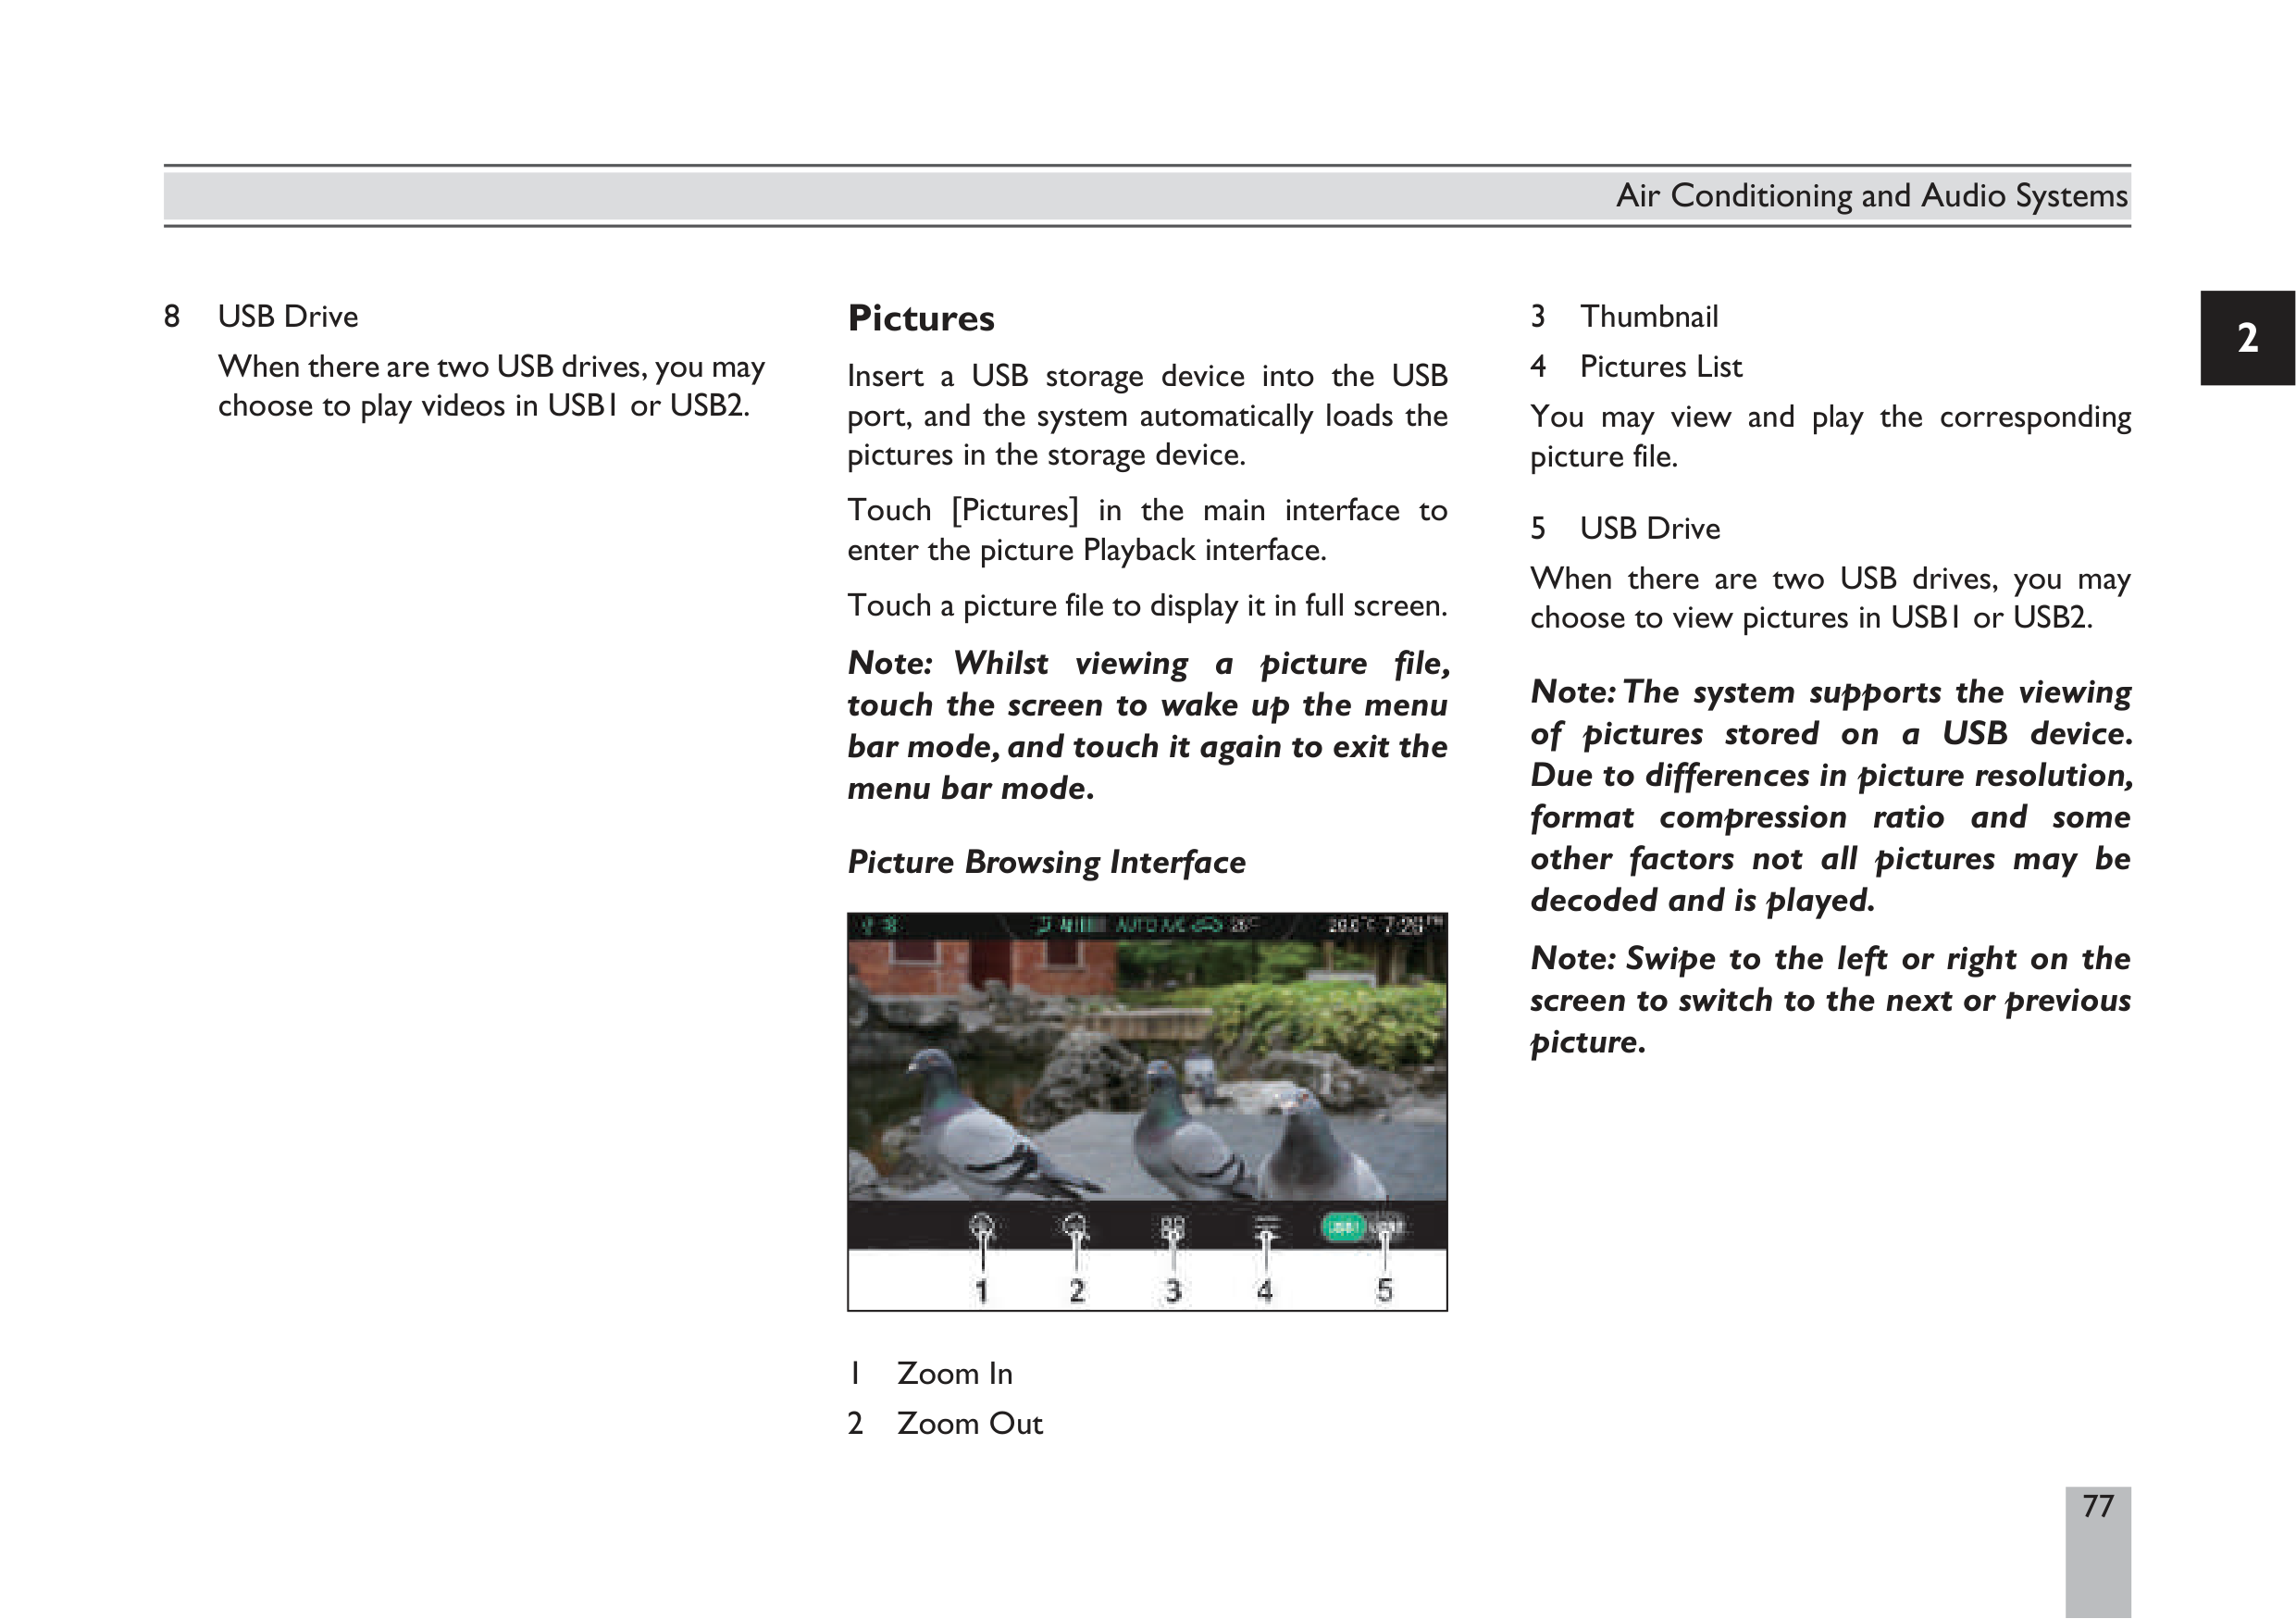 Air Conditioning and Audio Systems
2
8 USB Drive
When there are two USB drives, you may
choose to play videos in USB1 or USB2.
Pictures
Insert a USB storage device into the USB
port, and the system automatically loads the
pictures in the storage device.
Touch [Pictures] in the main interface to
enter the picture Playback interface.
Touch a picture file to display it in full screen.
Note: Whilst viewing a picture file,
touch the screen to wake up the menu
bar mode, and touch it again to exit the
menu bar mode.
Picture Browsing Interface
AUTO A/C
1 2 3 4 5
1 Zoom In
2 Zoom Out
3 Thumbnail
4 Pictures List
You may view and play the corresponding
picture file.
5 USB Drive
When there are two USB drives, you may
choose to view pictures in USB1 or USB2.
Note: The system supports the viewing
of pictures stored on a USB device.
Due to differences in picture resolution,
format compression ratio and some
other factors not all pictures may be
decoded and is played.
Note: Swipe to the left or right on the
screen to switch to the next or previous
picture.
77